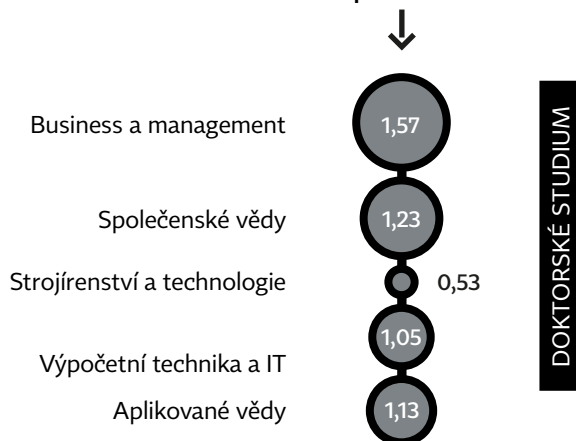 Business a management
1,57
Společenské vědy
1,23
Strojírenství a technologie
0,53
1,05
Výpočetní technika a IT
Aplikované vědy
1,13
DOKTORSKÉ STUDIUM